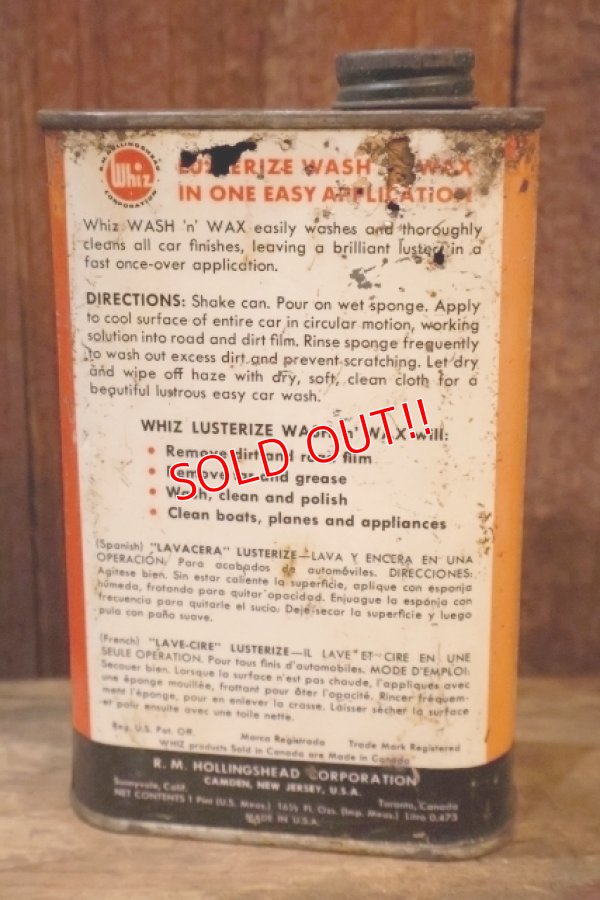 R.M. HOLLINGSHEAD
Whiz
CORPORATION
LUSTERIZE WASH WAX
IN ONE EASY APPLICATION
Whiz WASH 'n' WAX easily washes and thoroughly
cleans all car finishes, leaving a brilliant luster in a
fast once-over application.
DIRECTIONS: Shake can. Pour on wet sponge. Apply
to cool surface of entire car in circular motion, working
solution into road and dirt film. Rinse sponge frequently
to wash out excess dirt and prevent scratching. Let dry
and wipe off haze with dry, soft, clean cloth for a
beautiful lustrous easy car wash.
WHIZ LUSTERIZE WASH 'n' WAX will:
• Remove dirt and road film
• Remove tar and grease
• Wash, clean and polish
• Clean boats, planes and appliances
SOLD OUT!!
(Spanish) "LAVACERA" LUSTERIZE—LAVA Y ENCERA EN UNA
OPERACIÓN. Para acabados de automóviles. DIRECCIONES:
Agitese bien. Sin estar caliente la superficie, aplique con esponja
húmeda, frotando para quitar opacidad. Enjuague la esponja con
frecuencia para quitarle el sucio. Deje secar la superficie y luego
pula con paño suave.
(French) "LAVE-CIRE" LUSTERIZE—IL LAVE ET CIRE EN UNE
SEULE OPERATION. Pour tous finis d'automobiles. MODE D'EMPLOI:
Secouer bien. Lorsque la surface n'est pas chaude, l'appliquez avec
une éponge mouillée, frottant pour ôter l'opacité. Rincer fréquem-
ment l'éponge, pour en enlever la crasse. Laisser sécher la surface
et polir ensuite avec une toile nette.
Reg. U.S. Pat. Off. Marca Registrada Trade Mark Registered
WHIZ products Sold in Canada are Made in Canada
R. M. HOLLINGSHEAD CORPORATION
CAMDEN, NEW JERSEY, U.S.A.
Sunnyvale, Calif. Toronto, Canada
NET CONTENTS 1 Pint (U.S. Meas.) 16½ Fl. Ozs. (Imp. Meas.) Litro 0.473
MADE IN U.S.A.